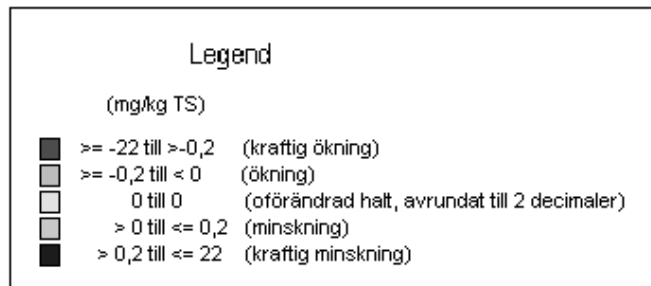 Legend
(mg/kg TS)
>= -22 till >-0,2 (kraftig ökning)
>= -0,2 till < 0 (ökning)
0 till 0 (oförändrad halt, avrundat till 2 decimaler)
> 0 till <= 0,2 (minskning)
> 0,2 till <= 22 (kraftig minskning)